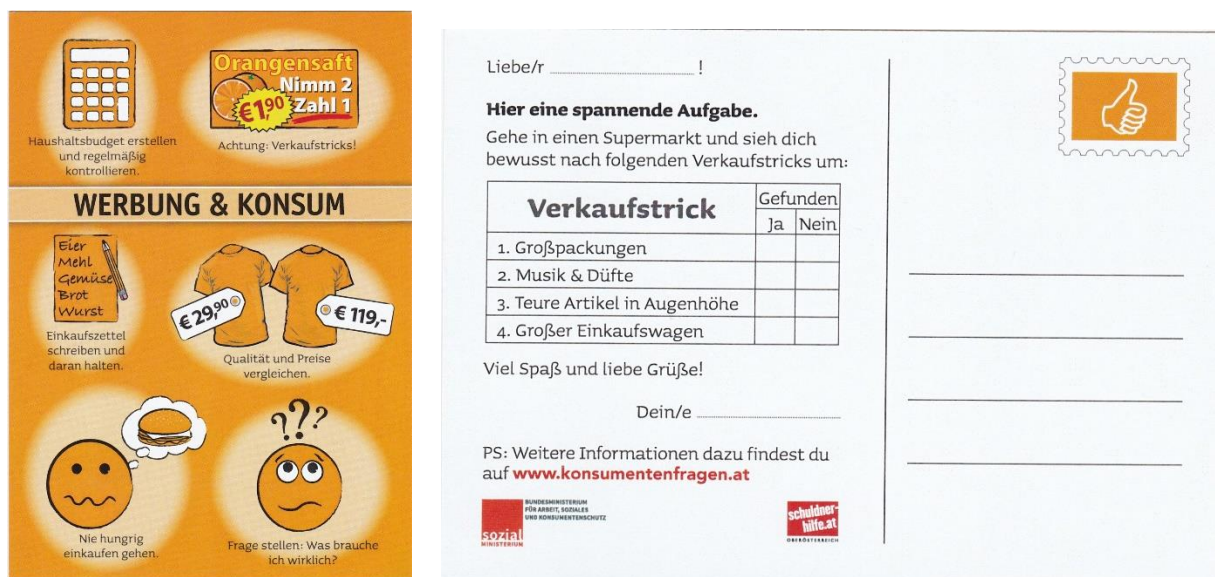 Orangensaft
Nimm 2
Zahl 1
€1,90
Haushaltsbudget erstellen
und regelmäßig
kontrollieren.
Achtung: Verkaufstricks!
WERBUNG & KONSUM
Eier
Mehl
Gemüse
Brot
Wurst
Einkaufszettel
schreiben und
daran halten.
€ 29,90
€ 119,-
Qualität und Preise
vergleichen.
???
Nie hungrig
einkaufen gehen.
Frage stellen: Was brauche
ich wirklich?
Liebe/r !
Hier eine spannende Aufgabe.
Gehe in einen Supermarkt und sieh dich
bewusst nach folgenden Verkaufstricks um:
Verkaufstrick
Gefunden
Ja Nein
1. Großpackungen
2. Musik & Düfte
3. Teure Artikel in Augenhöhe
4. Großer Einkaufswagen
Viel Spaß und liebe Grüße!
Dein/e
PS: Weitere Informationen dazu findest du
auf www.konsumentenfragen.at
sozial
MINISTERIUM
BUNDESMINISTERIUM
FÜR ARBEIT, SOZIALES
UND KONSUMENTENSCHUTZ
schuldner-
hilfe.at
OBERÖSTERREICH